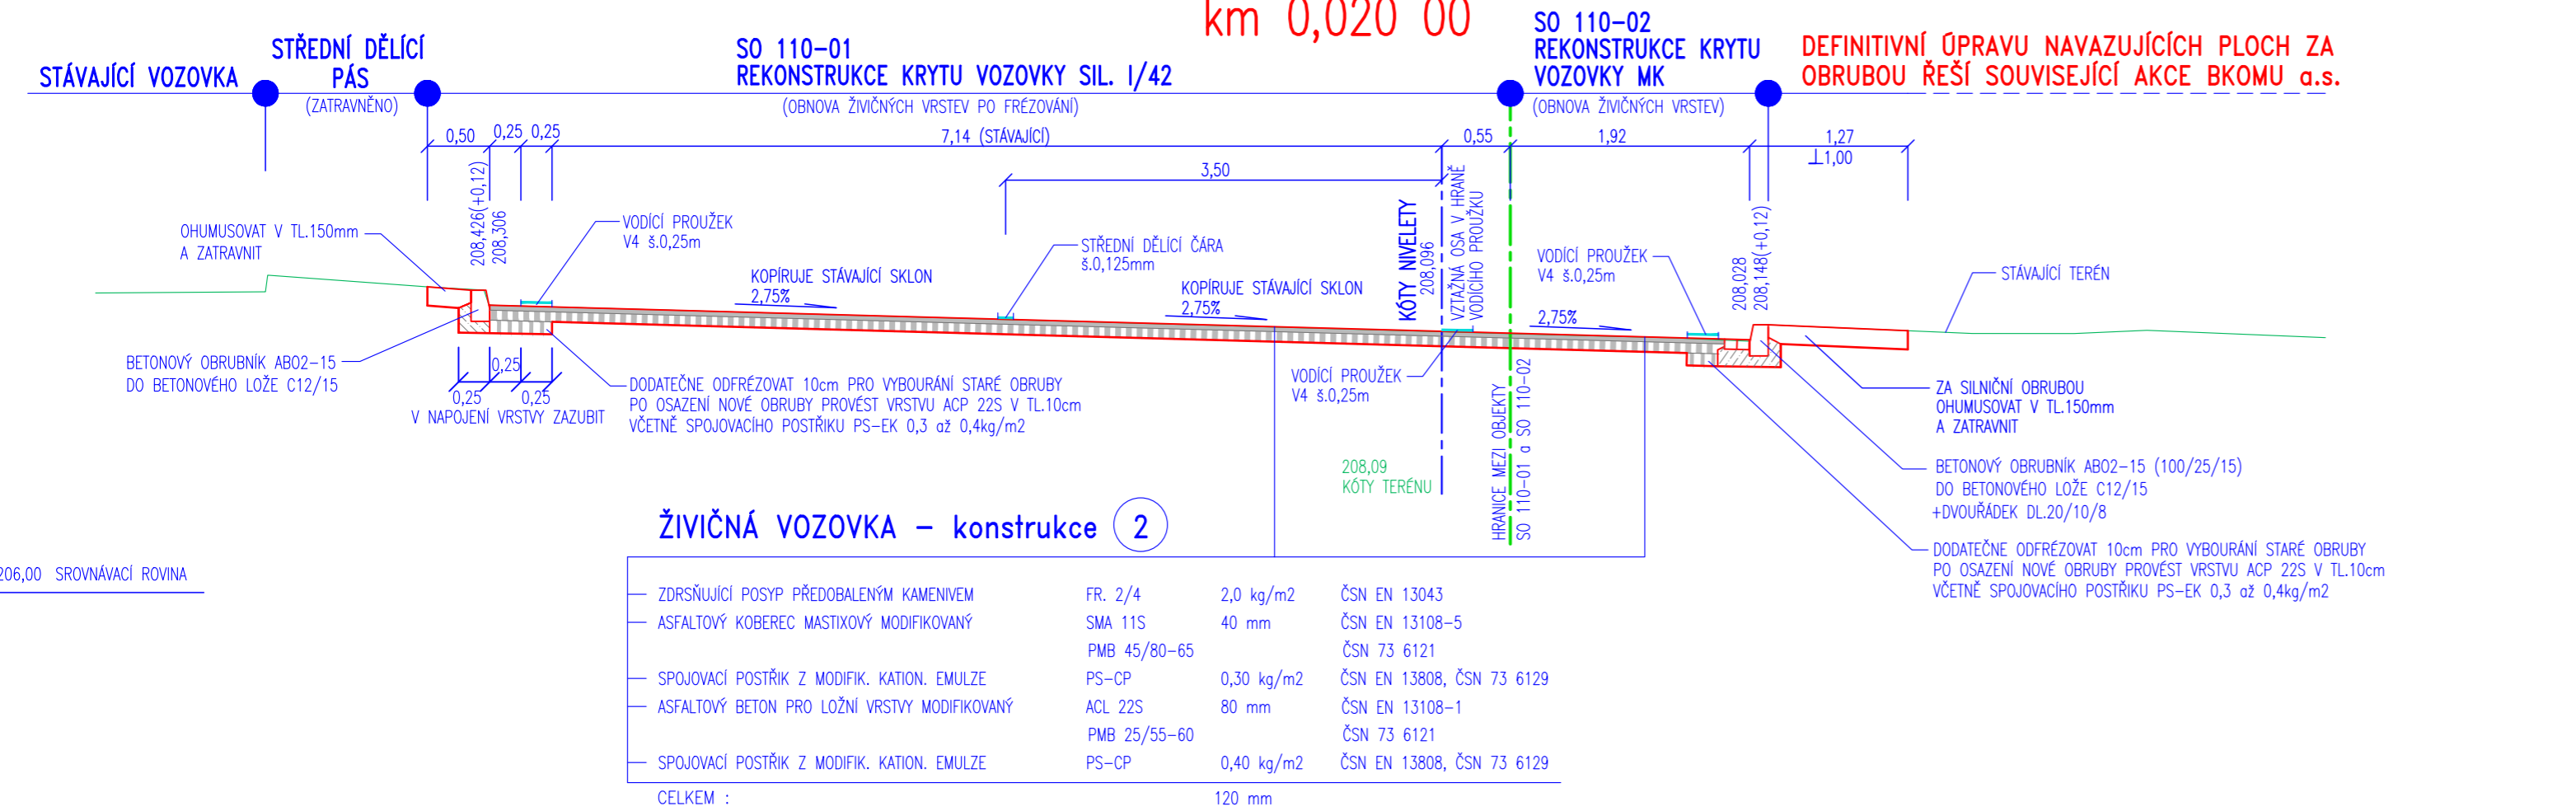 km 0,020 00
STÁVAJÍCÍ VOZOVKA
STŘEDNÍ DĚLÍCÍ
PÁS
(ZATRAVNĚNO)
SO 110-01
REKONSTRUKCE KRYTU VOZOVKY SIL. I/42
(OBNOVA ŽIVIČNÝCH VRSTEV PO FRÉZOVÁNÍ)
SO 110-02
REKONSTRUKCE KRYTU
VOZOVKY MK
(OBNOVA ŽIVIČNÝCH VRSTEV)
DEFINITIVNÍ ÚPRAVU NAVAZUJÍCÍCH PLOCH ZA
OBRUBOU ŘEŠÍ SOUVISEJÍCÍ AKCE BKOMU a.s.
0,50
0,25
0,25
7,14 (STÁVAJÍCÍ)
0,55
1,92
1,27
⊥1,00
3,50
208,426(+0,12)
208,306
OHUMUSOVAT V TL.150mm
A ZATRAVNIT
VODÍCÍ PROUŽEK
V4 š.0,25m
STŘEDNÍ DĚLÍCÍ ČÁRA
š.0,125mm
KOPÍRUJE STÁVAJÍCÍ SKLON
2,75%
KOPÍRUJE STÁVAJÍCÍ SKLON
2,75%
KÓTY NIVELETY
208,096
VZTAŽNÁ OSA V HRANĚ
VODÍCÍHO PROUŽKU
VODÍCÍ PROUŽEK
V4 š.0,25m
2,75%
208,028
208,148(+0,12)
STÁVAJÍCÍ TERÉN
BETONOVÝ OBRUBNÍK ABO2-15
DO BETONOVÉHO LOŽE C12/15
0,25
0,25
0,25
V NAPOJENÍ VRSTVY ZAZUBIT
DODATEČNE ODFRÉZOVAT 10cm PRO VYBOURÁNÍ STARÉ OBRUBY
PO OSAZENÍ NOVÉ OBRUBY PROVÉST VRSTVU ACP 22S V TL.10cm
VČETNĚ SPOJOVACÍHO POSTŘIKU PS-EK 0,3 až 0,4kg/m2
VODÍCÍ PROUŽEK
V4 š.0,25m
208,09
KÓTY TERÉNU
HRANICE MEZI OBJEKTY
SO 110-01 a SO 110-02
ZA SILNIČNÍ OBRUBOU
OHUMUSOVAT V TL.150mm
A ZATRAVNIT
BETONOVÝ OBRUBNÍK ABO2-15 (100/25/15)
DO BETONOVÉHO LOŽE C12/15
+DVOUŘÁDEK DL.20/10/8
DODATEČNE ODFRÉZOVAT 10cm PRO VYBOURÁNÍ STARÉ OBRUBY
PO OSAZENÍ NOVÉ OBRUBY PROVÉST VRSTVU ACP 22S V TL.10cm
VČETNĚ SPOJOVACÍHO POSTŘIKU PS-EK 0,3 až 0,4kg/m2
206,00 SROVNÁVACÍ ROVINA
ŽIVIČNÁ VOZOVKA – konstrukce 2
ZDRSŇUJÍCÍ POSYP PŘEDOBALENÝM KAMENIVEM FR. 2/4 2,0 kg/m2 ČSN EN 13043
ASFALTOVÝ KOBEREC MASTIXOVÝ MODIFIKOVANÝ SMA 11S 40 mm ČSN EN 13108-5
PMB 45/80-65 ČSN 73 6121
SPOJOVACÍ POSTŘIK Z MODIFIK. KATION. EMULZE PS-CP 0,30 kg/m2 ČSN EN 13808, ČSN 73 6129
ASFALTOVÝ BETON PRO LOŽNÍ VRSTVY MODIFIKOVANÝ ACL 22S 80 mm ČSN EN 13108-1
PMB 25/55-60 ČSN 73 6121
SPOJOVACÍ POSTŘIK Z MODIFIK. KATION. EMULZE PS-CP 0,40 kg/m2 ČSN EN 13808, ČSN 73 6129
CELKEM : 120 mm